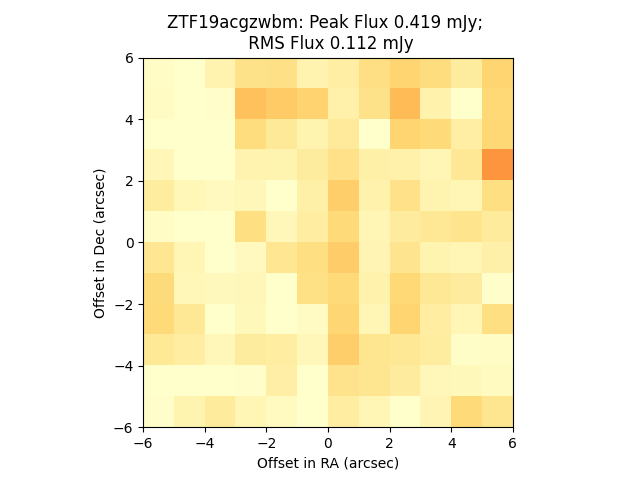 ZTF19acgzwbm: Peak Flux 0.419 mJy;
RMS Flux 0.112 mJy
6
4
2
0
−2
−4
−6
Offset in Dec (arcsec)
−6 −4 −2 0 2 4 6
Offset in RA (arcsec)